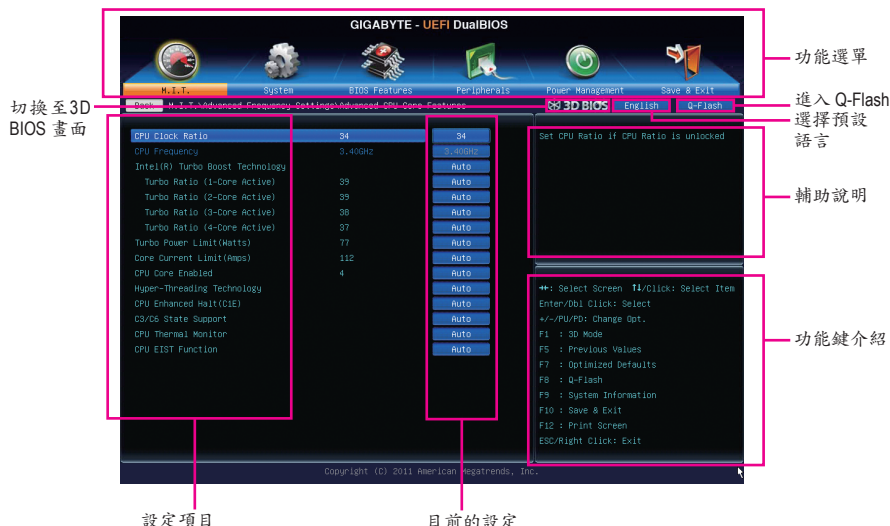 GIGABYTE - UEFI DualBIOS
M.I.T.
System
BIOS Features
Peripherals
Power Management
Save & Exit
功能選單
切換至3D
BIOS 畫面
Back
M.I.T.\Advanced Frequency Settings\Advanced CPU Core Features
3D BIOS
English
Q-Flash
進入 Q-Flash
選擇預設
語言
CPU Clock Ratio 34 34
CPU Frequency 3.40GHz 3.40GHz
Intel(R) Turbo Boost Technology Auto
Turbo Ratio (1-Core Active) 39 Auto
Turbo Ratio (2-Core Active) 39 Auto
Turbo Ratio (3-Core Active) 38 Auto
Turbo Ratio (4-Core Active) 37 Auto
Turbo Power Limit(Watts) 77 Auto
Core Current Limit(Amps) 112 Auto
CPU Core Enabled 4 Auto
Hyper-Threading Technology Auto
CPU Enhanced Halt(C1E) Auto
C3/C6 State Support Auto
CPU Thermal Monitor Auto
CPU EIST Function Auto
Set CPU Ratio if CPU Ratio is unlocked
輔助說明
→←: Select Screen ↑↓/Click: Select Item
Enter/Dbl Click: Select
+/-/PU/PD: Change Opt.
F1 : 3D Mode
F5 : Previous Values
F7 : Optimized Defaults
F8 : Q-Flash
F9 : System Information
F10 : Save & Exit
F12 : Print Screen
ESC/Right Click: Exit
功能鍵介紹
Copyright (C) 2011 American Megatrends, Inc.
設定項目
目前的設定